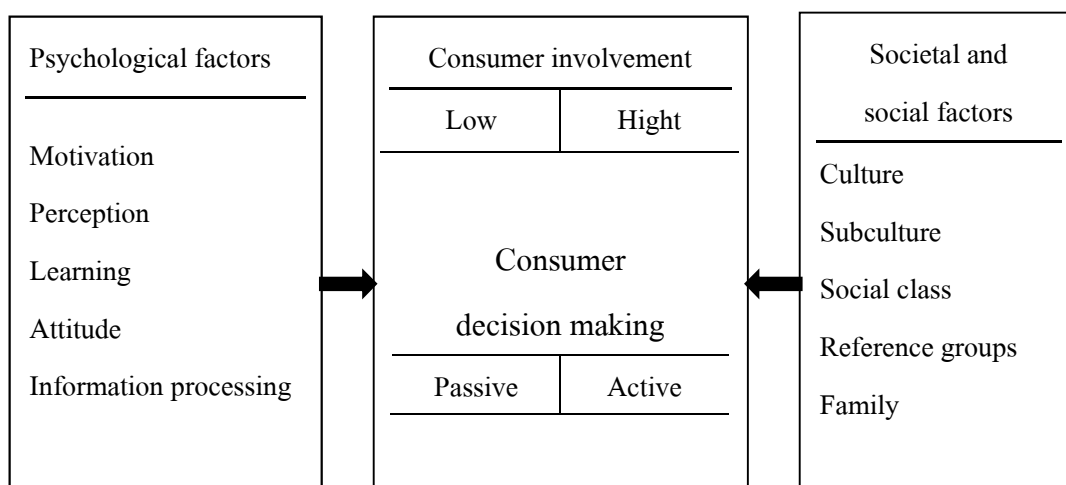 Psychological factors
Motivation
Perception
Learning
Attitude
Information processing
Consumer involvement
Low
Hight
Consumer
decision making
Passive
Active
Societal and
social factors
Culture
Subculture
Social class
Reference groups
Family